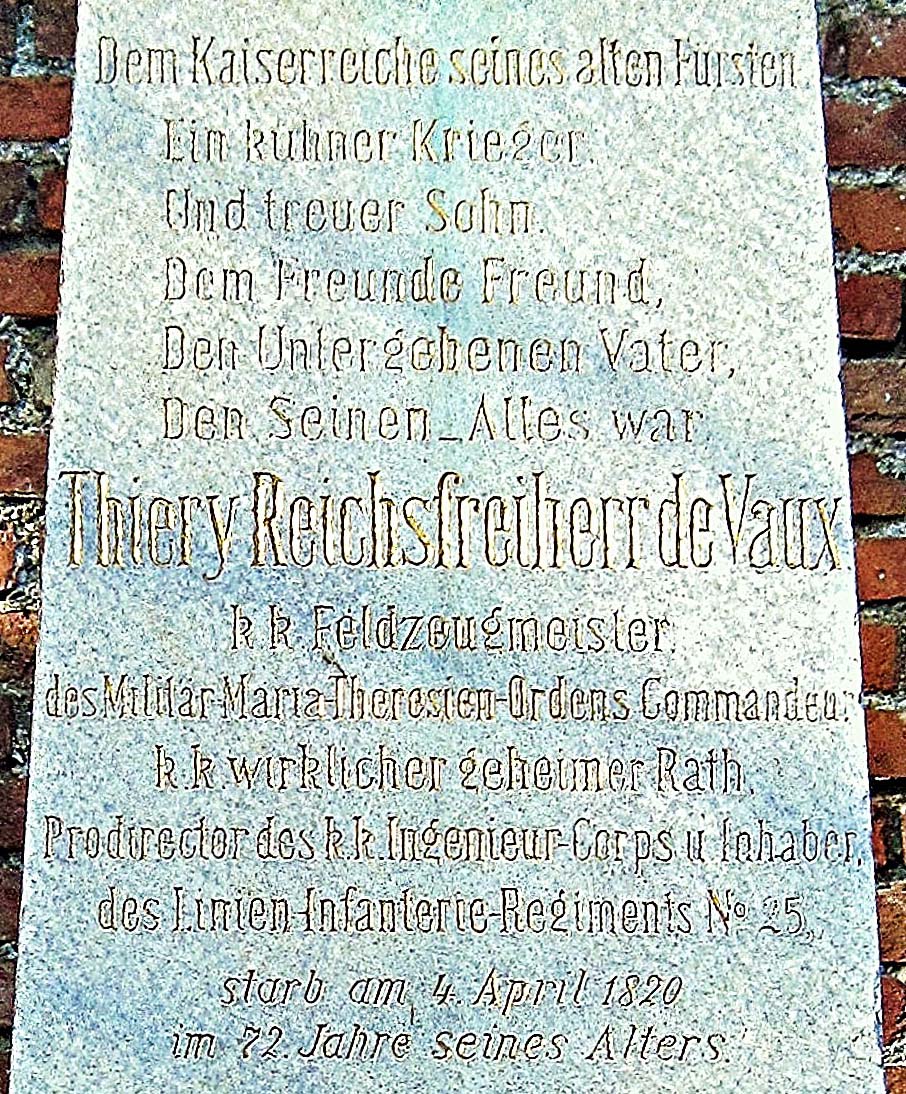 Dem Kaiserreiche seines alten Fürsten
Ein kühner Krieger.
Und treuer Sohn.
Dem Freunde Freund,
Den Untergebenen Vater,
Den Seinen_Alles war
Thiery Reichsfreiherr de Vaux
k k Feldzeugmeister
des Militär-Maria-Theresien-Ordens Commandeur
k.k.wirklicher geheimer Rath.
Prodirector des k.k.Ingenieur-Corps u Inhaber,
des Linien-Infanterie-Regiments No 25,
starb am 4. April 1820
im 72. Jahre seines Alters.